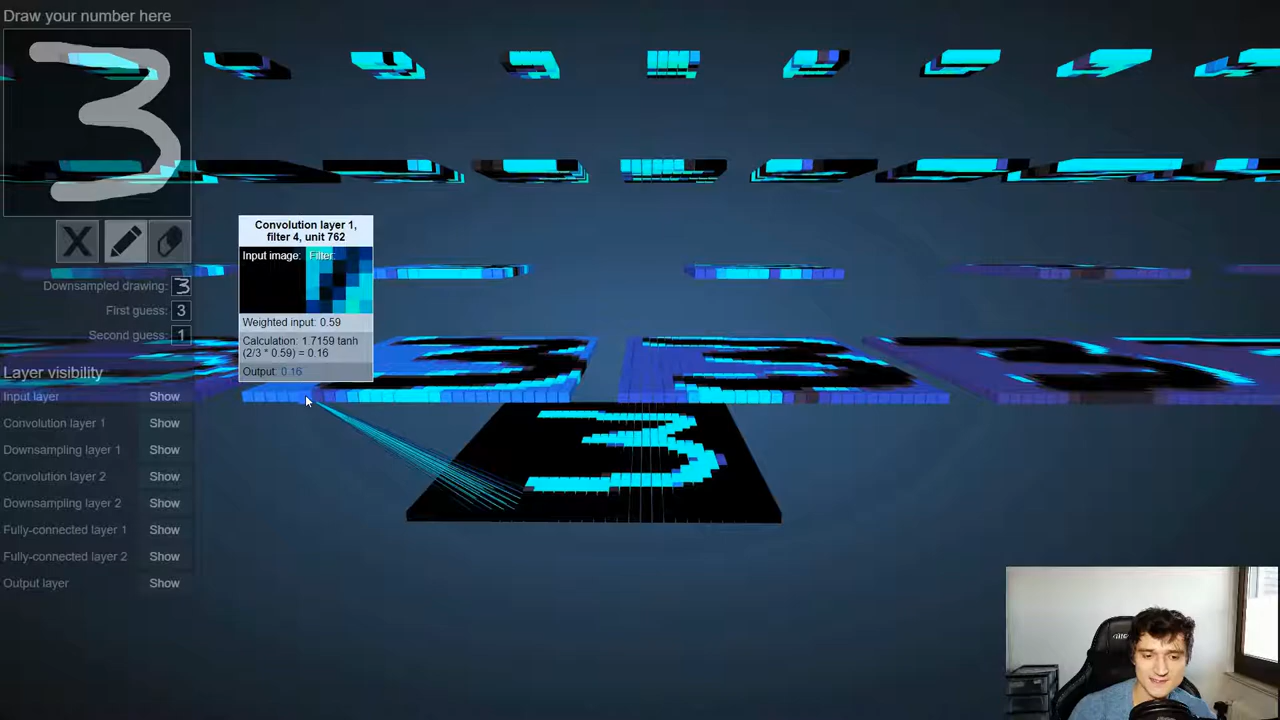 Draw your number here
3
Convolution layer 1,
filter 4, unit 762
Input image: Filter:
Weighted input: 0.59
Calculation: 1.7159 tanh
(2/3 * 0.59) = 0.16
Output: 0.16
Downsampled drawing: 3
First guess: 3
Second guess: 1
Layer visibility
Input layer Show
Convolution layer 1 Show
Downsampling layer 1 Show
Convolution layer 2 Show
Downsampling layer 2 Show
Fully-connected layer 1 Show
Fully-connected layer 2 Show
Output layer Show